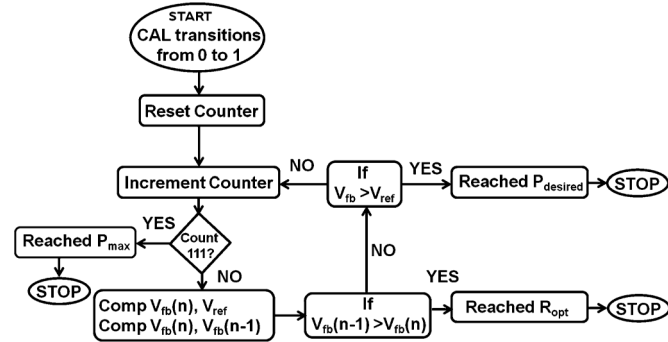 START
CAL transitions
from 0 to 1
Reset Counter
Increment Counter
NO
If
V_fb >V_ref
YES
Reached P_desired
STOP
Reached P_max
YES
Count
111?
STOP
NO
NO
Comp V_fb(n), V_ref
Comp V_fb(n), V_fb(n-1)
If
V_fb(n-1) >V_fb(n)
YES
Reached R_opt
STOP